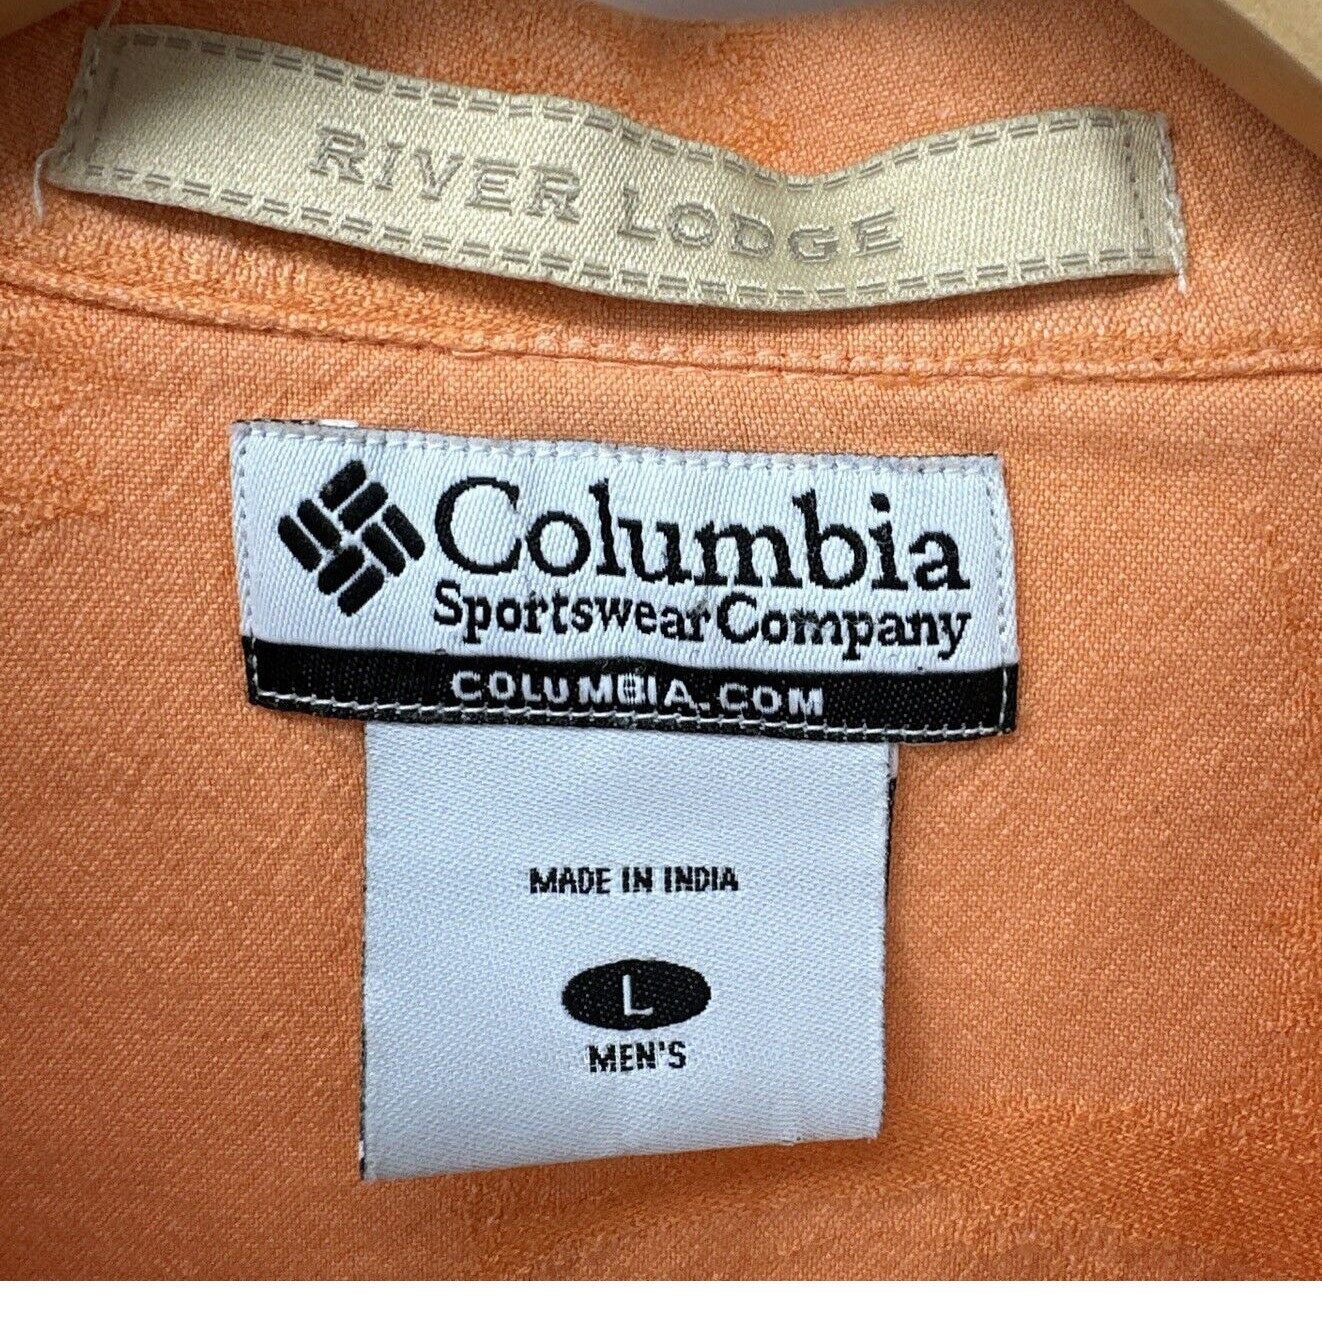 RIVER LODGE
Columbia
Sportswear Company
COLUMBIA.COM
MADE IN INDIA
L
MEN'S